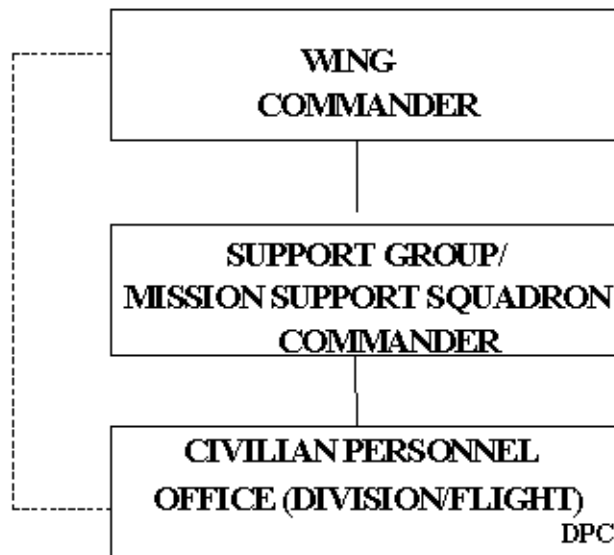 WING
COMMANDER
SUPPORT GROUP/
MISSION SUPPORT SQUADRON
COMMANDER
CIVILIAN PERSONNEL
OFFICE (DIVISION/FLIGHT)
DPC